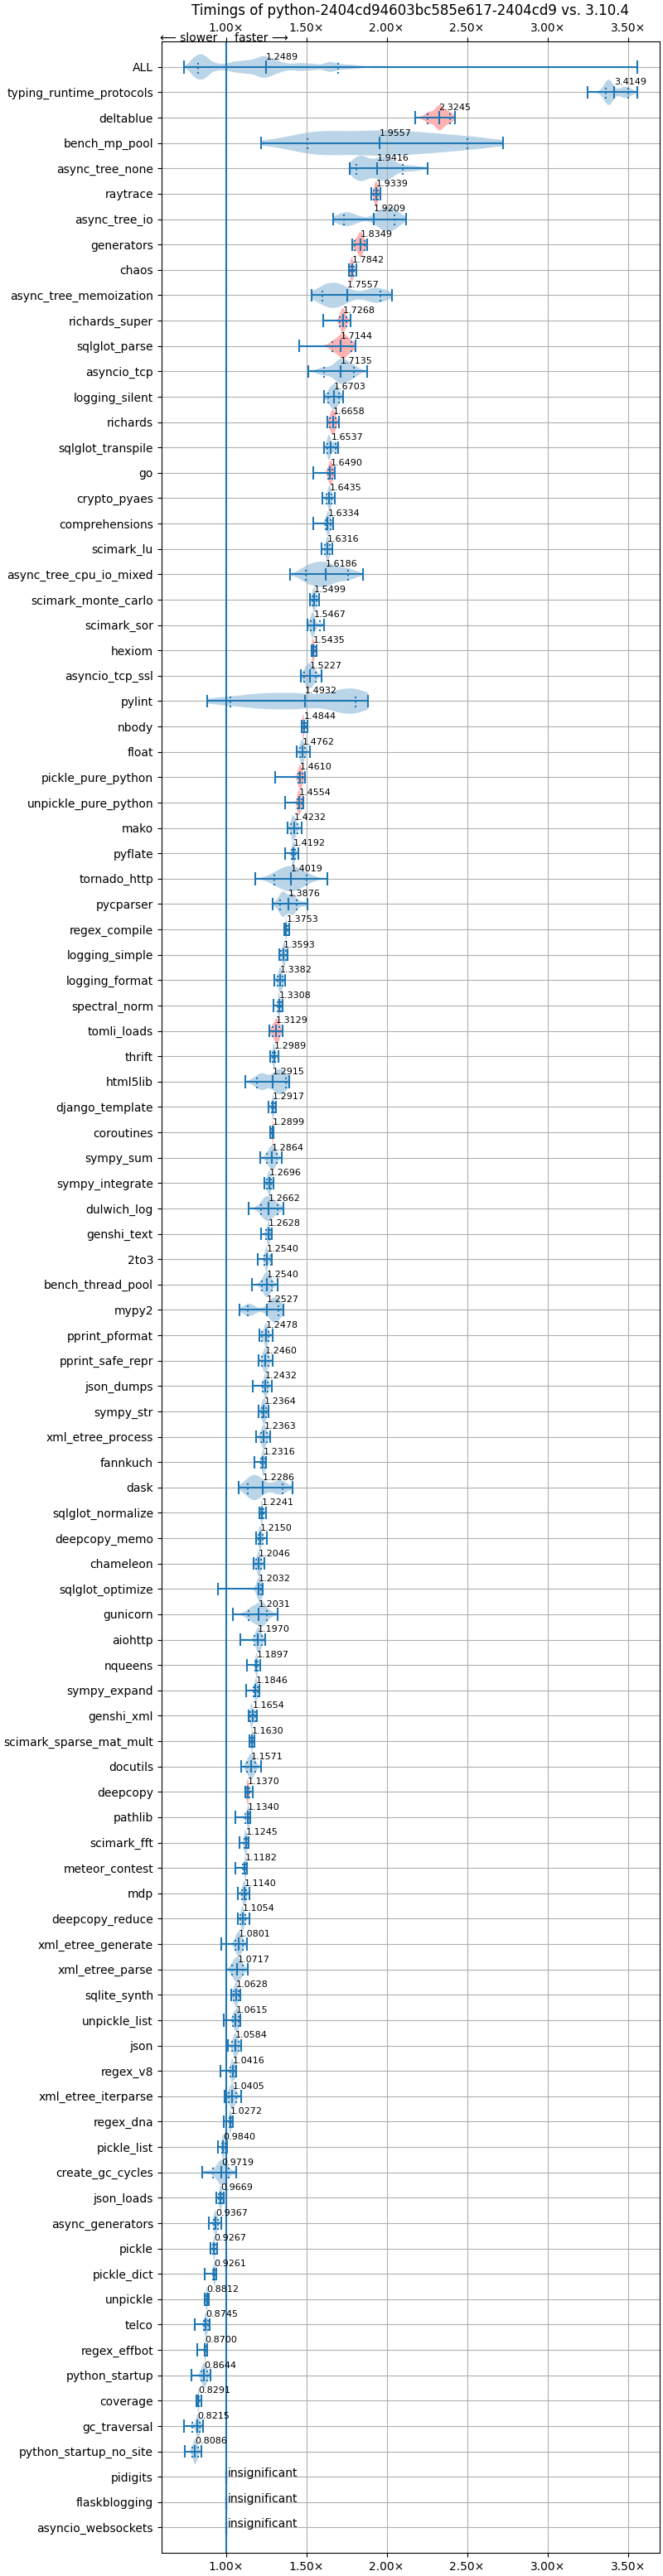 Timings of python-2404cd94603bc585e617-2404cd9 vs. 3.10.4
1.00× 1.50× 2.00× 2.50× 3.00× 3.50×
⟵ slower faster ⟶
ALL 1.2489
typing_runtime_protocols 3.4149
deltablue 2.3245
bench_mp_pool 1.9557
async_tree_none 1.9416
raytrace 1.9339
async_tree_io 1.9209
generators 1.8349
chaos 1.7842
async_tree_memoization 1.7557
richards_super 1.7268
sqlglot_parse 1.7144
asyncio_tcp 1.7135
logging_silent 1.6703
richards 1.6658
sqlglot_transpile 1.6537
go 1.6490
crypto_pyaes 1.6435
comprehensions 1.6334
scimark_lu 1.6316
async_tree_cpu_io_mixed 1.6186
scimark_monte_carlo 1.5499
scimark_sor 1.5467
hexiom 1.5435
asyncio_tcp_ssl 1.5227
pylint 1.4932
nbody 1.4844
float 1.4762
pickle_pure_python 1.4610
unpickle_pure_python 1.4554
mako 1.4232
pyflate 1.4192
tornado_http 1.4019
pycparser 1.3876
regex_compile 1.3753
logging_simple 1.3593
logging_format 1.3382
spectral_norm 1.3308
tomli_loads 1.3129
thrift 1.2989
html5lib 1.2915
django_template 1.2917
coroutines 1.2899
sympy_sum 1.2864
sympy_integrate 1.2696
dulwich_log 1.2662
genshi_text 1.2628
2to3 1.2540
bench_thread_pool 1.2540
mypy2 1.2527
pprint_pformat 1.2478
pprint_safe_repr 1.2460
json_dumps 1.2432
sympy_str 1.2364
xml_etree_process 1.2363
fannkuch 1.2316
dask 1.2286
sqlglot_normalize 1.2241
deepcopy_memo 1.2150
chameleon 1.2046
sqlglot_optimize 1.2032
gunicorn 1.2031
aiohttp 1.1970
nqueens 1.1897
sympy_expand 1.1846
genshi_xml 1.1654
scimark_sparse_mat_mult 1.1630
docutils 1.1571
deepcopy 1.1370
pathlib 1.1340
scimark_fft 1.1245
meteor_contest 1.1182
mdp 1.1140
deepcopy_reduce 1.1054
xml_etree_generate 1.0801
xml_etree_parse 1.0717
sqlite_synth 1.0628
unpickle_list 1.0615
json 1.0584
regex_v8 1.0416
xml_etree_iterparse 1.0405
regex_dna 1.0272
pickle_list 0.9840
create_gc_cycles 0.9719
json_loads 0.9669
async_generators 0.9367
pickle 0.9267
pickle_dict 0.9261
unpickle 0.8812
telco 0.8745
regex_effbot 0.8700
python_startup 0.8644
coverage 0.8291
gc_traversal 0.8215
python_startup_no_site 0.8086
pidigits insignificant
flaskblogging insignificant
asyncio_websockets insignificant
1.00× 1.50× 2.00× 2.50× 3.00× 3.50×